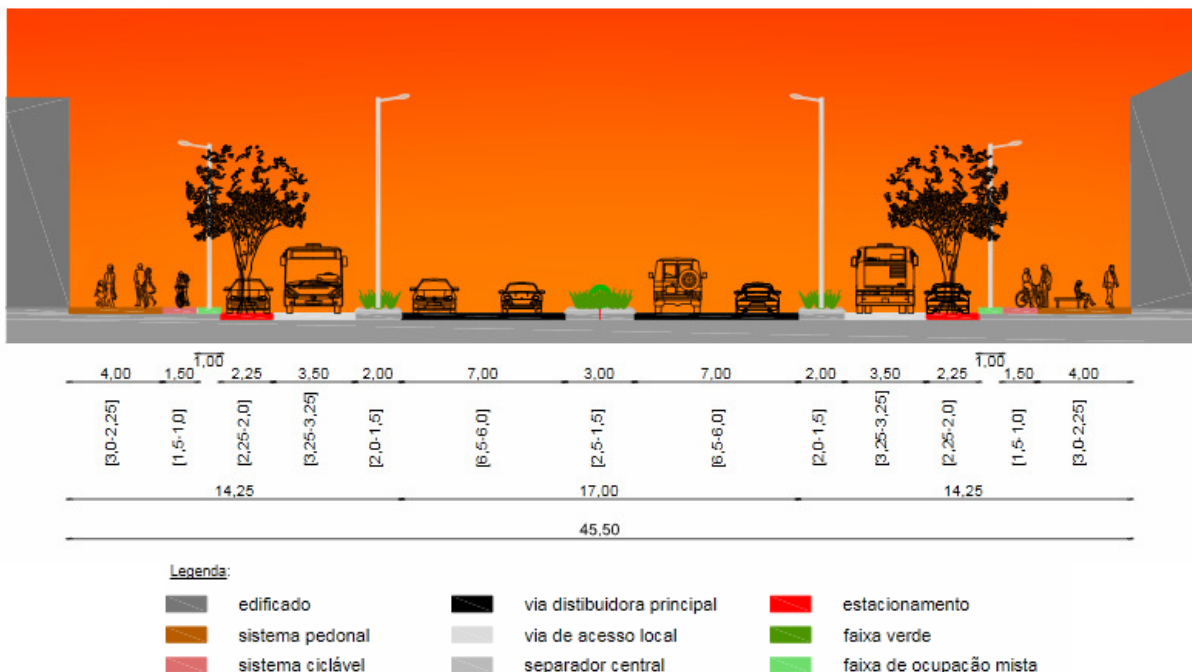 1,00 1,00
4,00 1,50 2,25 3,50 2,00 7,00 3,00 7,00 2,00 3,50 2,25 1,50 4,00
[3,0-2,25] [1,5-1,0] [2,25-2,0] [3,25-3,25] [2,0-1,5] [6,5-6,0] [2,5-1,5] [6,5-6,0] [2,0-1,5] [3,25-3,25] [2,25-2,0] [1,5-1,0] [3,0-2,25]
14,25 17,00 14,25
45,50
Legenda:
edificado via distibuidora principal estacionamento
sistema pedonal via de acesso local faixa verde
sistema ciclável separador central faixa de ocupação mista